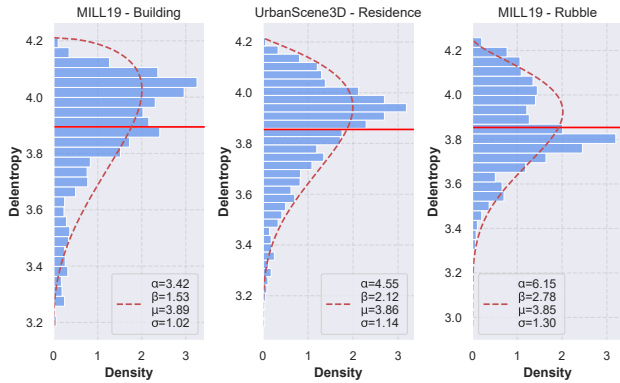 MILL19 - Building
UrbanScene3D - Residence
MILL19 - Rubble
Delentropy
4.2
4.0
3.8
3.6
3.4
3.2
α=3.42
β=1.53
μ=3.89
σ=1.02
0
1
2
3
Density
Delentropy
4.2
4.0
3.8
3.6
3.4
3.2
α=4.55
β=2.12
μ=3.86
σ=1.14
0
1
2
3
Density
Delentropy
4.2
4.0
3.8
3.6
3.4
3.2
3.0
α=6.15
β=2.78
μ=3.85
σ=1.30
0
1
2
3
Density